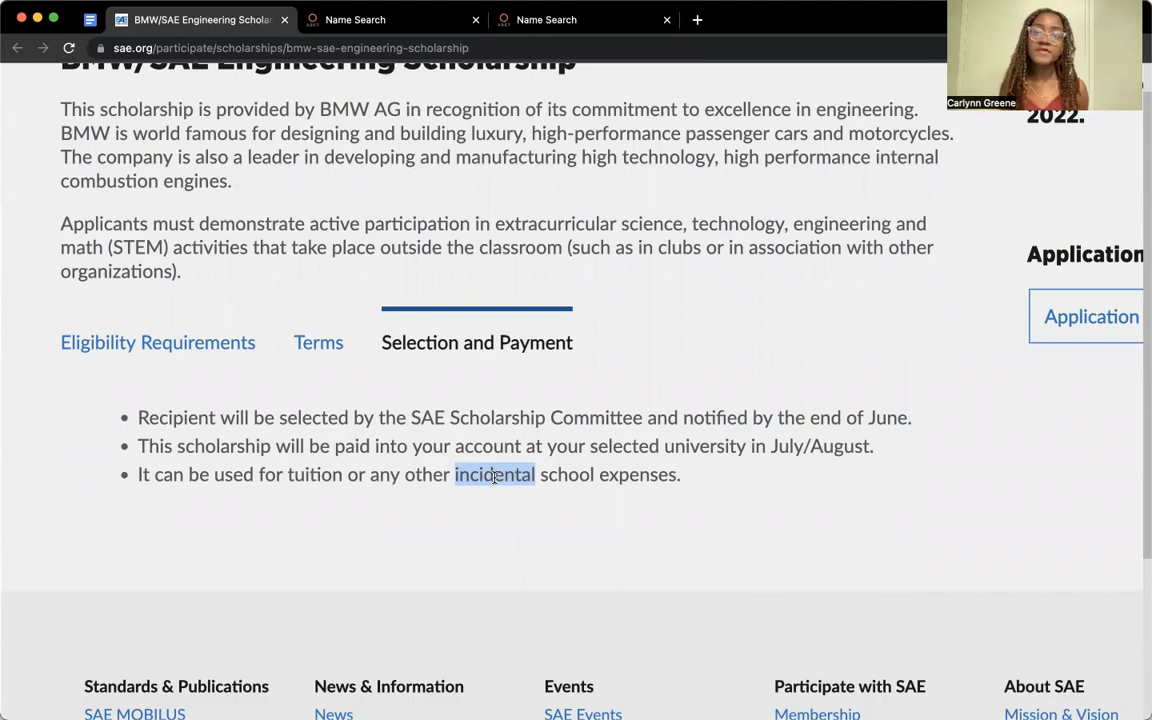 BMW/SAE Engineering Scholar
Name Search
Name Search
sae.org/participate/scholarships/bmw-sae-engineering-scholarship
Carlynn Greene
BMW/SAE Engineering Scholarship
2022.
This scholarship is provided by BMW AG in recognition of its commitment to excellence in engineering.
BMW is world famous for designing and building luxury, high-performance passenger cars and motorcycles.
The company is also a leader in developing and manufacturing high technology, high performance internal
combustion engines.
Applicants must demonstrate active participation in extracurricular science, technology, engineering and
math (STEM) activities that take place outside the classroom (such as in clubs or in association with other
organizations).
Application
Application
Eligibility Requirements
Terms
Selection and Payment
• Recipient will be selected by the SAE Scholarship Committee and notified by the end of June.
• This scholarship will be paid into your account at your selected university in July/August.
• It can be used for tuition or any other incidental school expenses.
Standards & Publications
News & Information
Events
Participate with SAE
About SAE
SAE MOBILUS
News
SAE Events
Membership
Mission & Vision